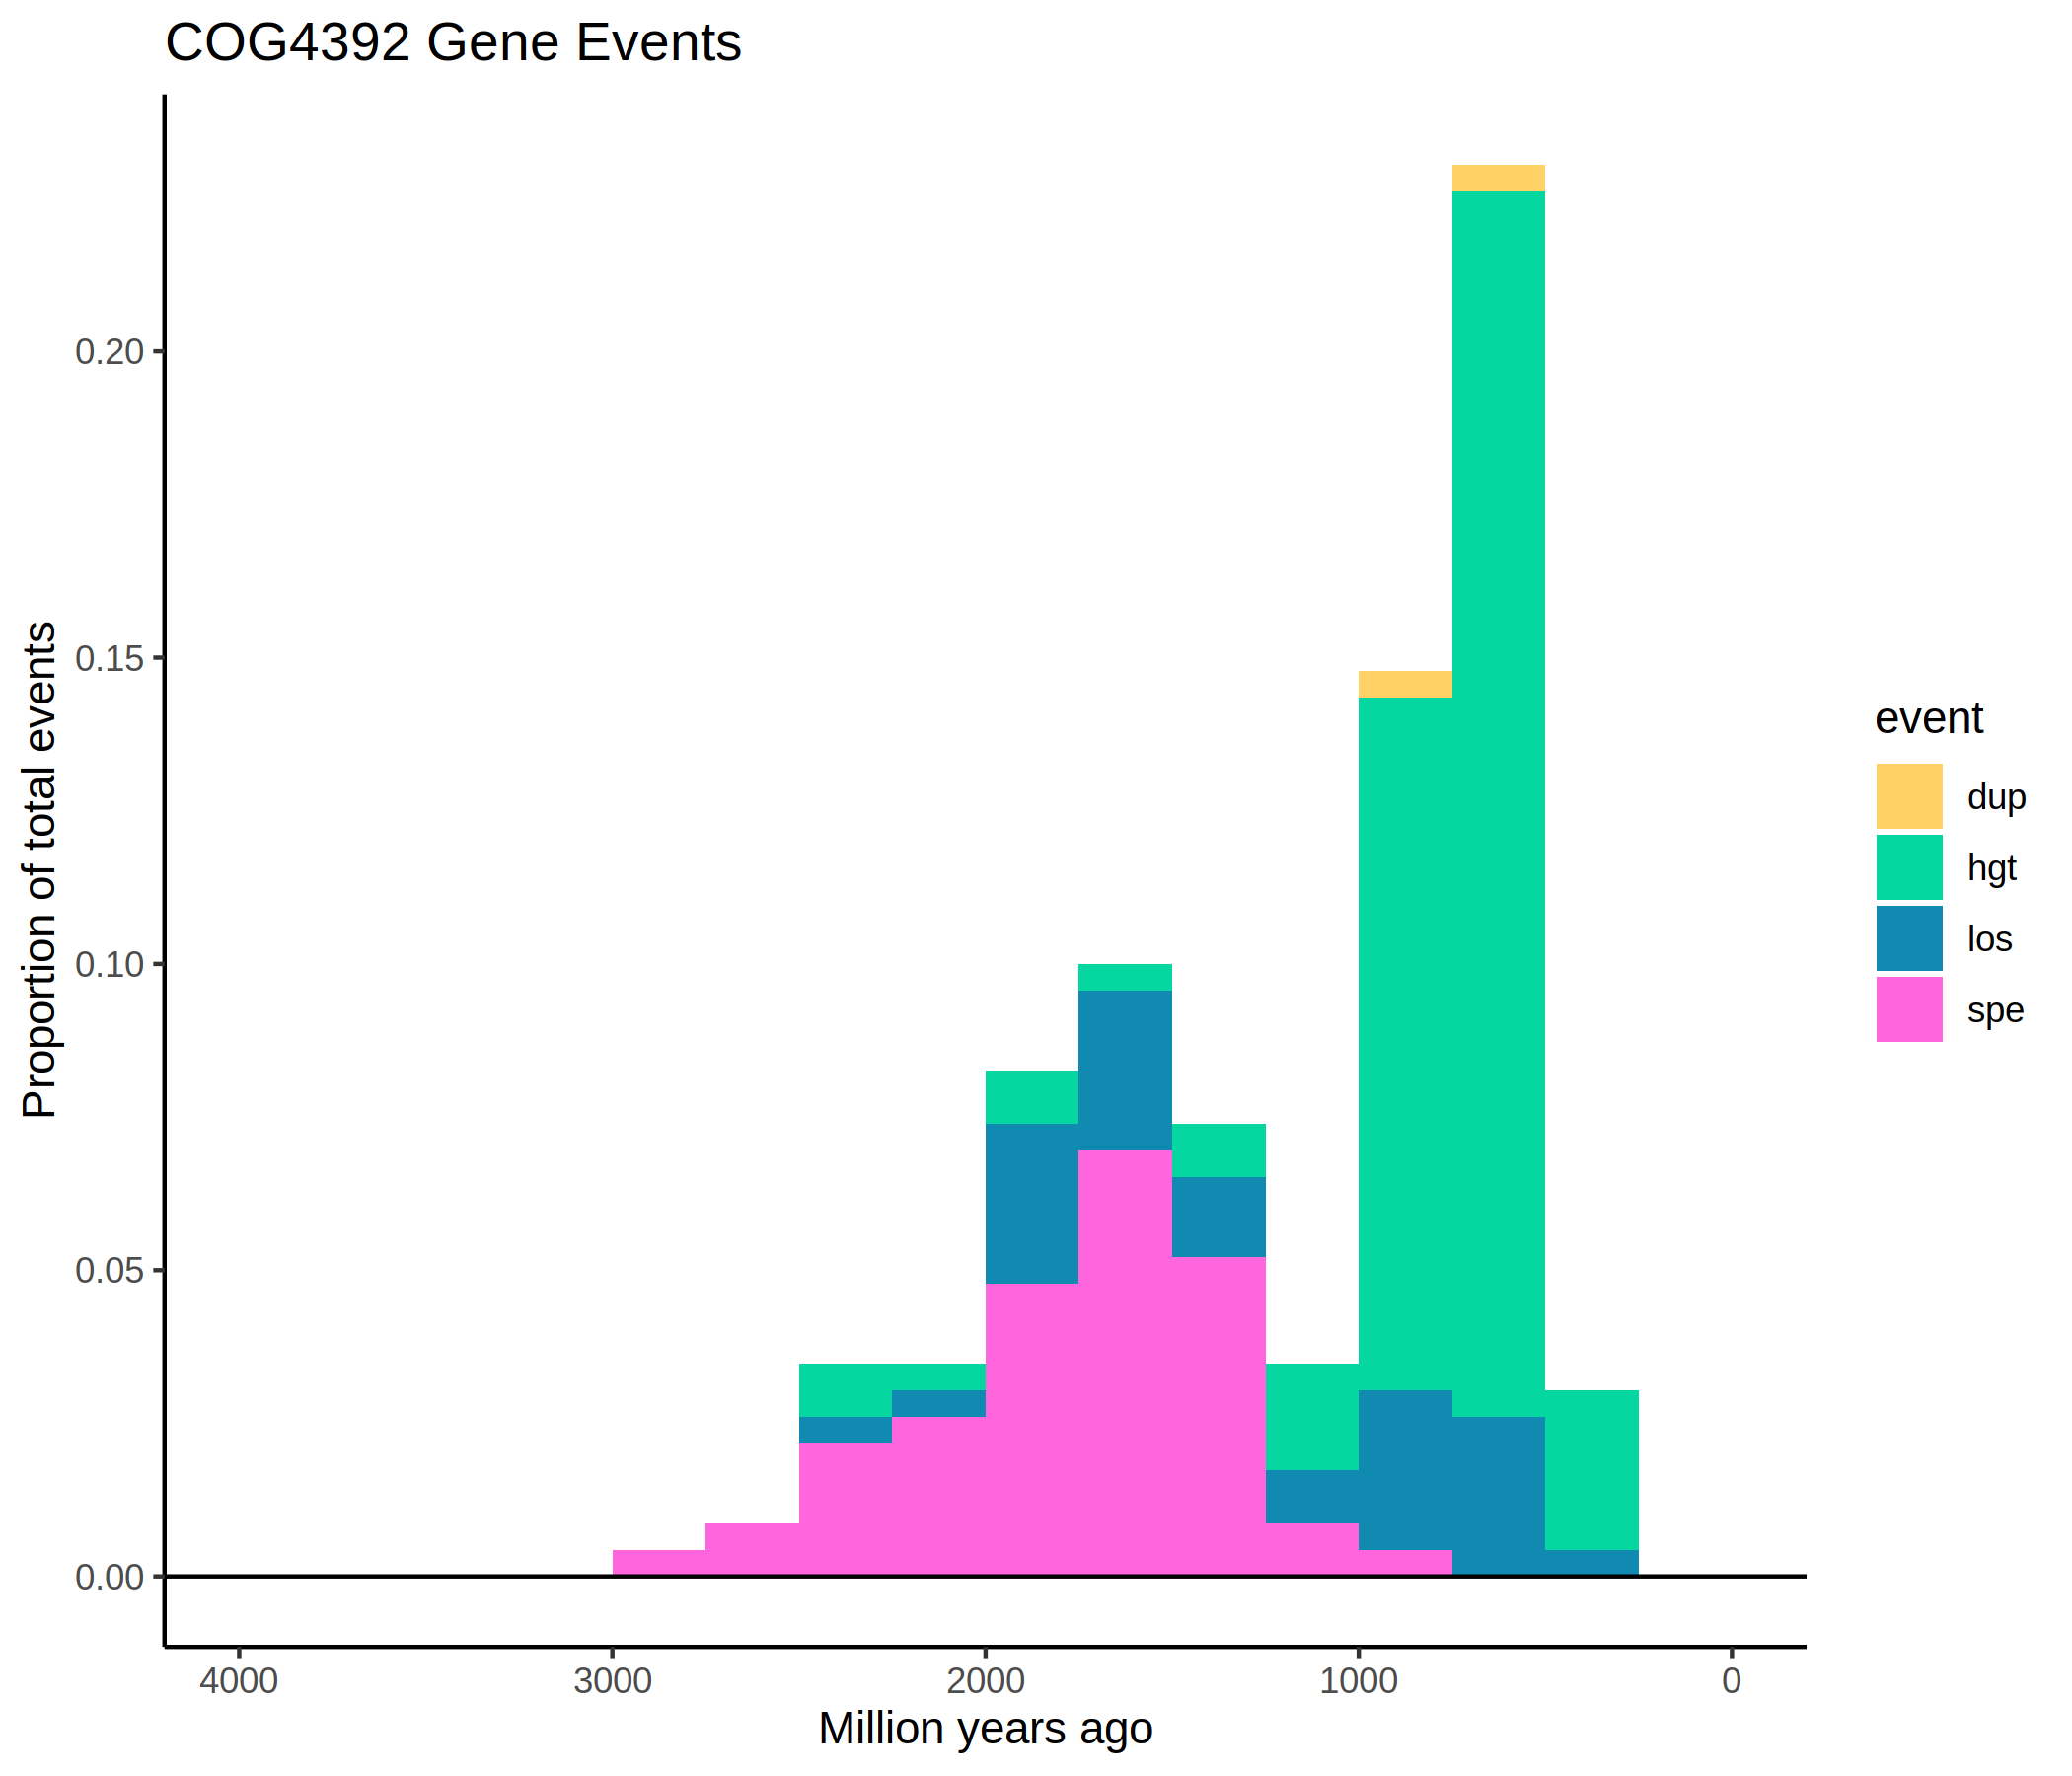 COG4392 Gene Events
Proportion of total events
0.20
0.15
0.10
0.05
0.00
4000 3000 2000 1000 0
Million years ago
event
dup
hgt
los
spe